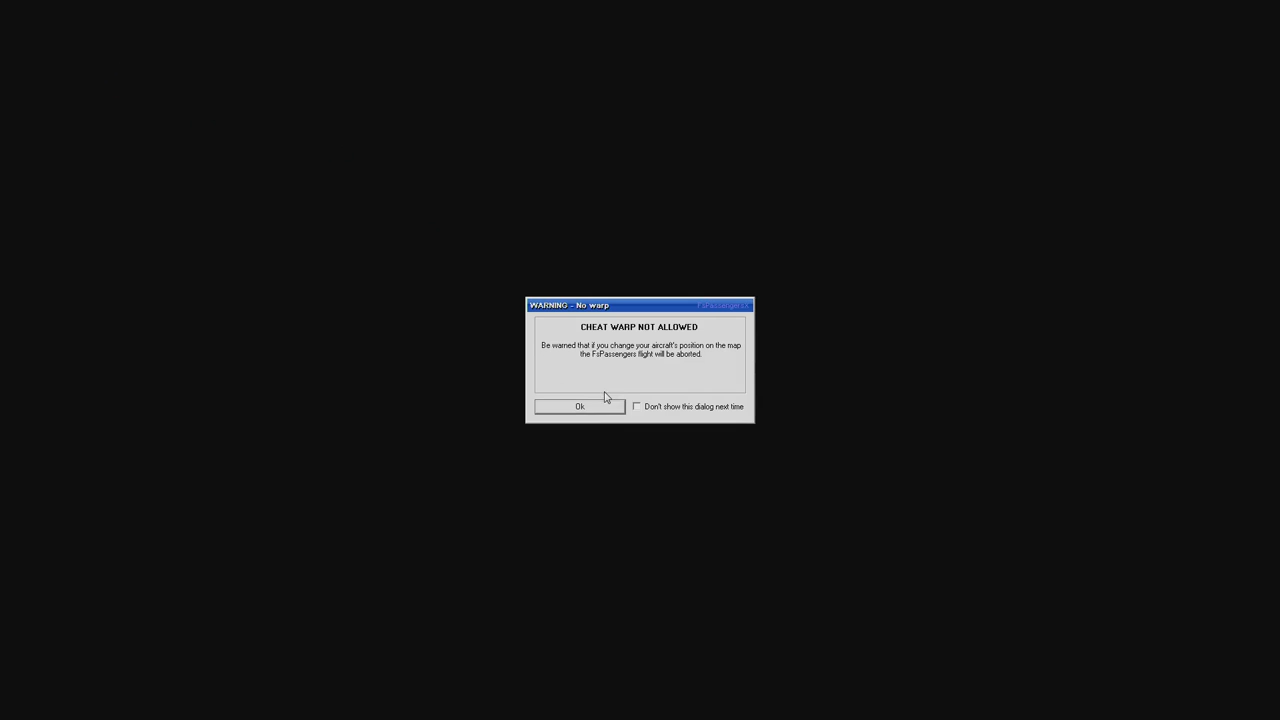 WARNING - No warp
CHEAT WARP NOT ALLOWED
Be warned that if you change your aircraft's position on the map
the FsPassengers flight will be aborted.
Ok
Don't show this dialog next time